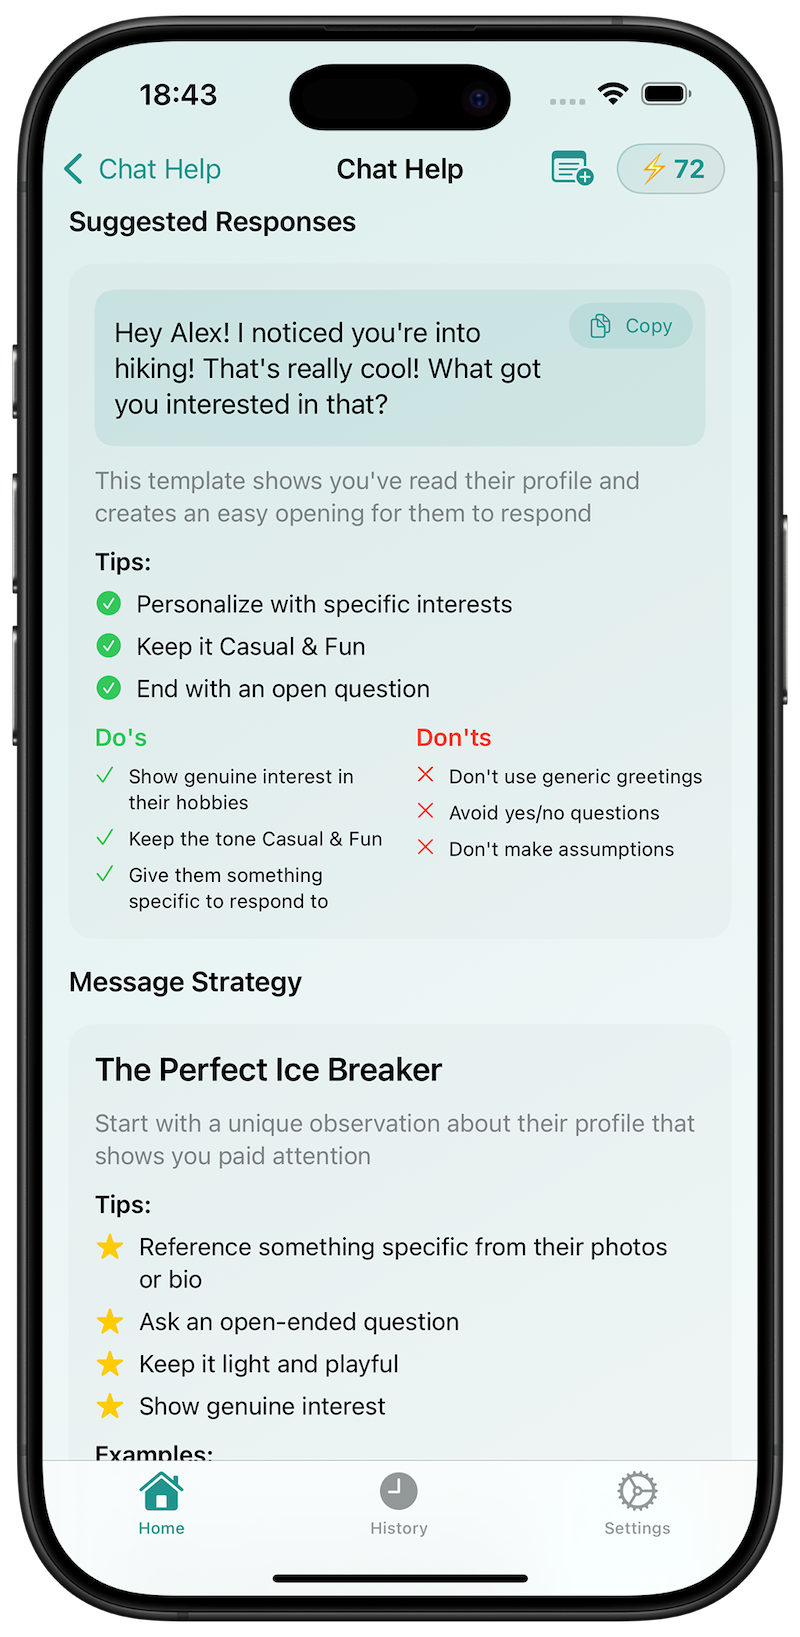 18:43
Chat Help
Chat Help
72
Suggested Responses
Hey Alex! I noticed you're into
hiking! That's really cool! What got
you interested in that?
Copy
This template shows you've read their profile and
creates an easy opening for them to respond
Tips:
Personalize with specific interests
Keep it Casual & Fun
End with an open question
Do's
Show genuine interest in
their hobbies
Keep the tone Casual & Fun
Give them something
specific to respond to
Don'ts
Don't use generic greetings
Avoid yes/no questions
Don't make assumptions
Message Strategy
The Perfect Ice Breaker
Start with a unique observation about their profile that
shows you paid attention
Tips:
Reference something specific from their photos
or bio
Ask an open-ended question
Keep it light and playful
Show genuine interest
Examples:
Home
History
Settings